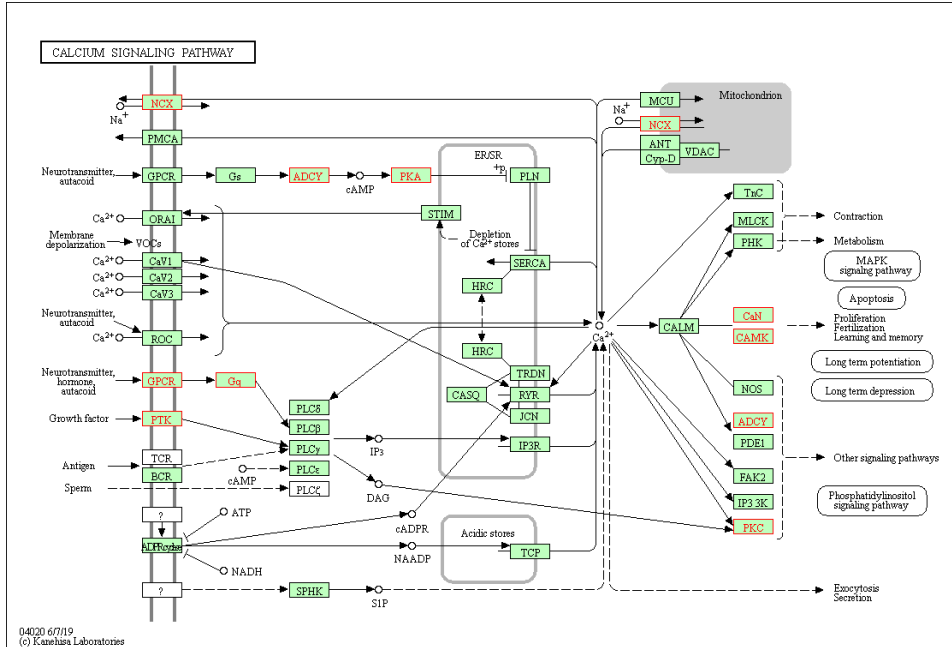 CALCIUM SIGNALING PATHWAY
NCX
Na+
PMCA
Neurotransmitter,
autacoid
GPCR
Gs
ADCY
cAMP
PKA
ER/SR
+p
PLN
MCU
Mitochondrion
Na+
NCX
ANT
Cyp-D
VDAC
Ca2+
ORAI
STIM
Depletion
of Ca2+ stores
Membrane
depolarization
VOCs
Ca2+
CaV1
Ca2+
CaV2
Ca2+
CaV3
SERCA
HRC
HRC
Neurotransmitter,
autacoid
Ca2+
ROC
TRDN
CASQ
RYR
JCN
IP3R
Ca2+
CALM
TnC
MLCK
PHK
Contraction
Metabolism
MAPK
signaling pathway
Apoptosis
CaN
CAMK
Proliferation
Fertilization
Learning and memory
Long term potentiation
Long term depression
NOS
ADCY
PDE1
FAK2
IP3 3K
PKC
Other signaling pathways
Phosphatidylinositol
signaling pathway
Neurotransmitter,
hormone,
autacoid
GPCR
Gq
Growth factor
PTK
PLCδ
PLCβ
PLCγ
PLCε
PLCζ
IP3
DAG
Antigen
TCR
BCR
cAMP
Sperm
?
ATP
cADPR
NAADP
NADH
Acidic stores
TCP
?
SPHK
S1P
Exocytosis
Secretion
04020 6/7/19
(c) Kanehisa Laboratories